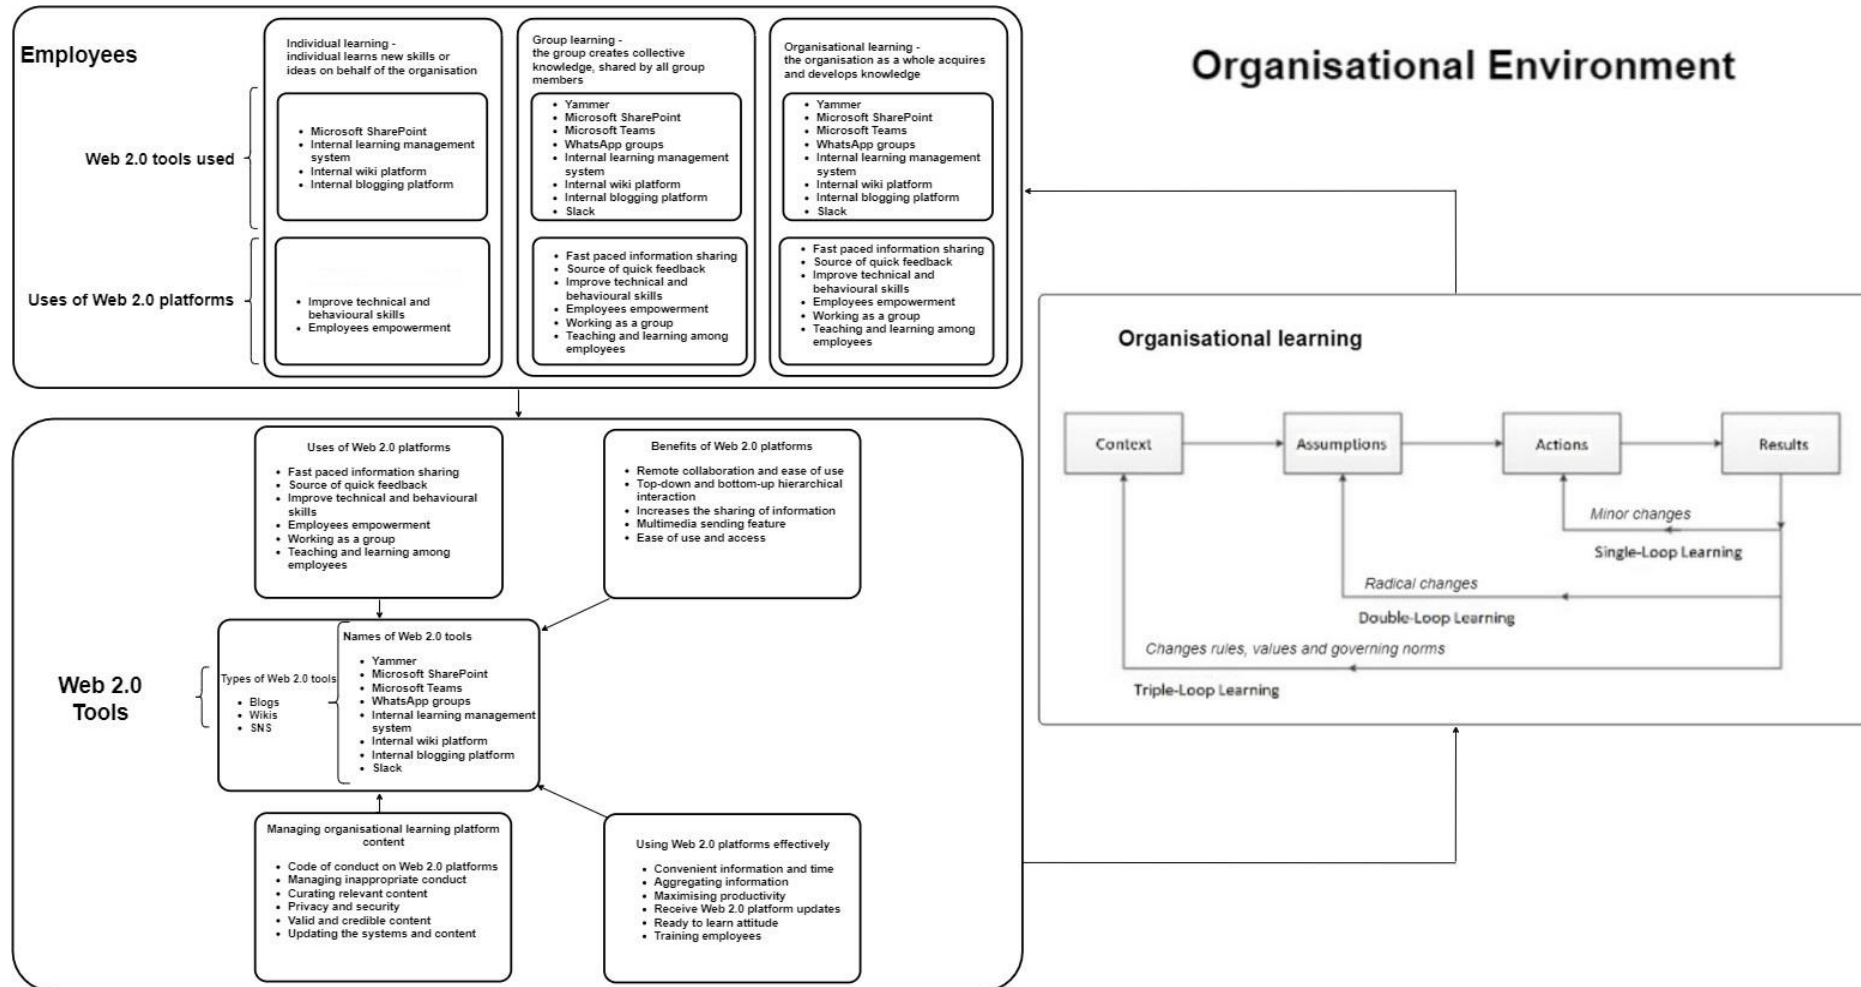 Employees
Individual learning -
individual learns new skills or
ideas on behalf of the organisation
Group learning -
the group creates collective
knowledge, shared by all group
members
Organisational learning -
the organisation as a whole acquires
and develops knowledge
Web 2.0 tools used
• Microsoft SharePoint
• Internal learning management
system
• Internal wiki platform
• Internal blogging platform
• Yammer
• Microsoft SharePoint
• Microsoft Teams
• WhatsApp groups
• Internal learning management
system
• Internal wiki platform
• Internal blogging platform
• Slack
• Yammer
• Microsoft SharePoint
• Microsoft Teams
• WhatsApp groups
• Internal learning management
system
• Internal wiki platform
• Internal blogging platform
• Slack
Uses of Web 2.0 platforms
• Improve technical and
behavioural skills
• Employees empowerment
• Fast paced information sharing
• Source of quick feedback
• Improve technical and
behavioural skills
• Employees empowerment
• Working as a group
• Teaching and learning among
employees
• Fast paced information sharing
• Source of quick feedback
• Improve technical and
behavioural skills
• Employees empowerment
• Working as a group
• Teaching and learning among
employees
Web 2.0
Tools
Uses of Web 2.0 platforms
• Fast paced information sharing
• Source of quick feedback
• Improve technical and behavioural
skills
• Employees empowerment
• Working as a group
• Teaching and learning among
employees
Benefits of Web 2.0 platforms
• Remote collaboration and ease of use
• Top-down and bottom-up hierarchical
interaction
• Increases the sharing of information
• Multimedia sending feature
• Ease of use and access
Types of Web 2.0 tools
• Blogs
• Wikis
• SNS
Names of Web 2.0 tools
• Yammer
• Microsoft SharePoint
• Microsoft Teams
• WhatsApp groups
• Internal learning management
system
• Internal wiki platform
• Internal blogging platform
• Slack
Managing organisational learning platform
content
• Code of conduct on Web 2.0 platforms
• Managing inappropriate conduct
• Curating relevant content
• Privacy and security
• Valid and credible content
• Updating the systems and content
Using Web 2.0 platforms effectively
• Convenient information and time
• Aggregating information
• Maximising productivity
• Receive Web 2.0 platform updates
• Ready to learn attitude
• Training employees
Organisational Environment
Organisational learning
Context
Assumptions
Actions
Results
Minor changes
Single-Loop Learning
Radical changes
Double-Loop Learning
Changes rules, values and governing norms
Triple-Loop Learning